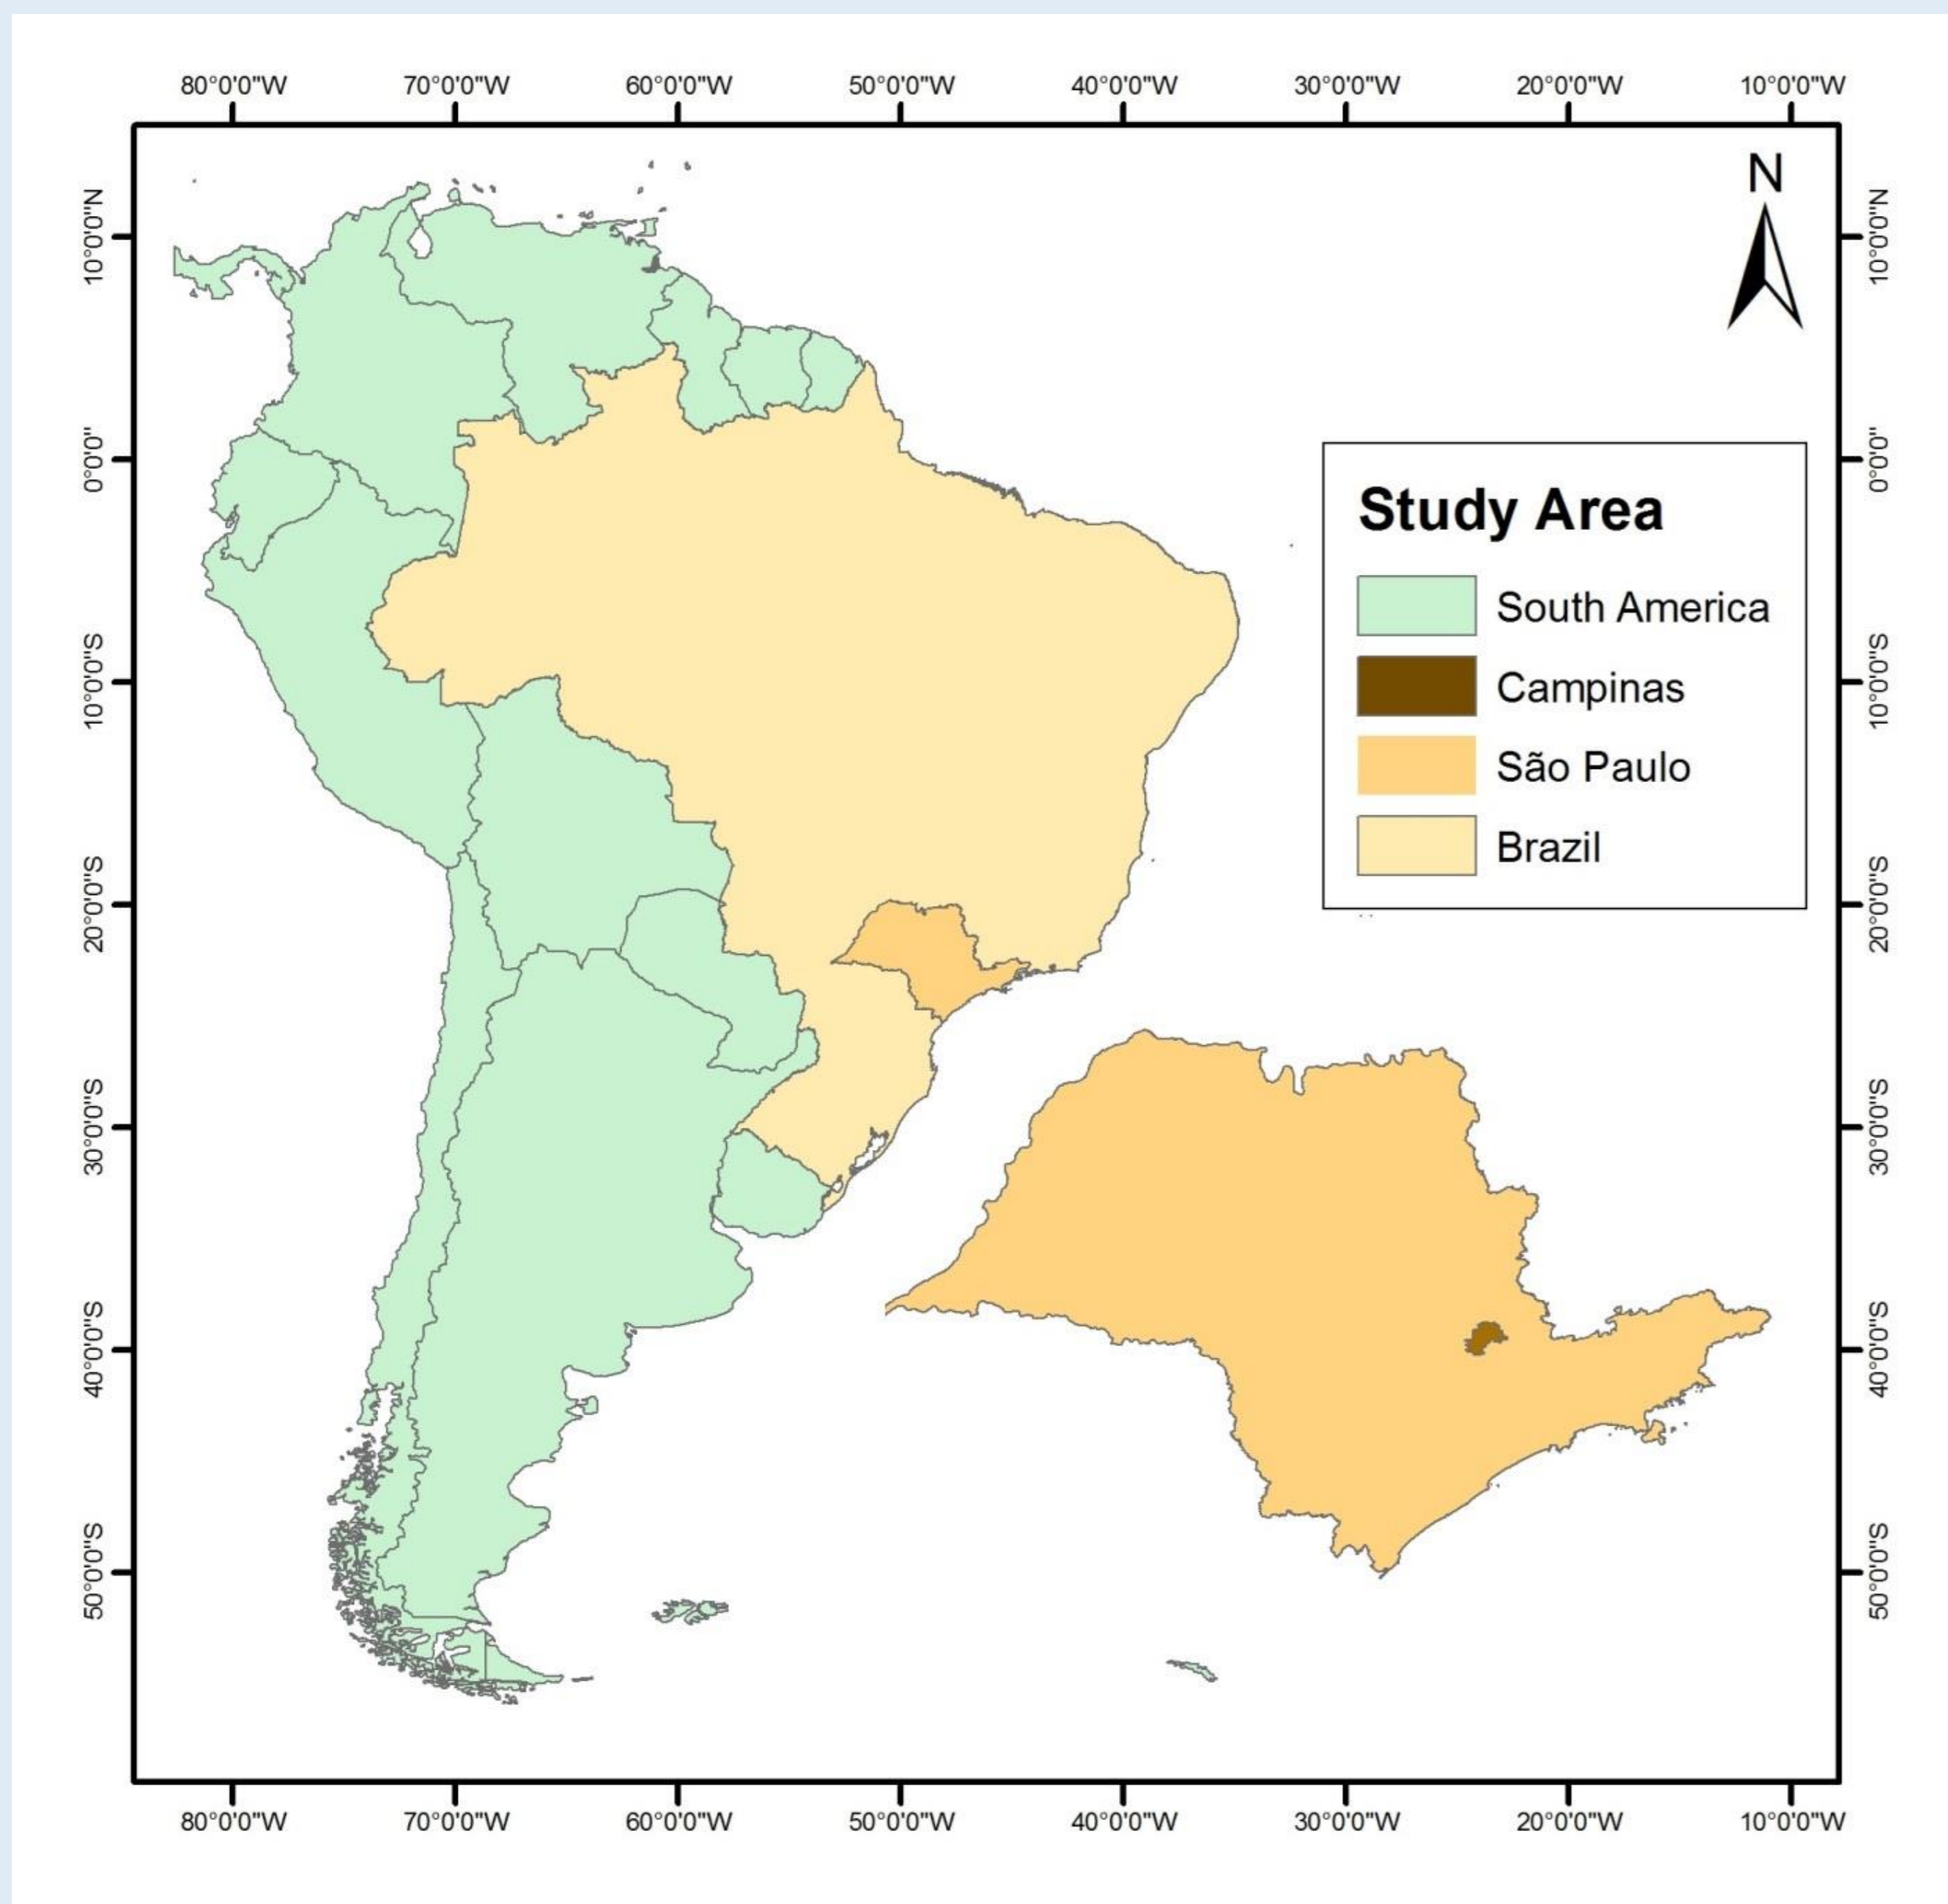 80°0'0"W 70°0'0"W 60°0'0"W 50°0'0"W 40°0'0"W 30°0'0"W 20°0'0"W 10°0'0"W
N
10°0'0"N 10°0'0"N
0°0'0" 0°0'0"
Study Area
South America
10°0'0"S 10°0'0"S
Campinas
São Paulo
Brazil
20°0'0"S 20°0'0"S
30°0'0"S 30°0'0"S
40°0'0"S 40°0'0"S
50°0'0"S 50°0'0"S
80°0'0"W 70°0'0"W 60°0'0"W 50°0'0"W 40°0'0"W 30°0'0"W 20°0'0"W 10°0'0"W